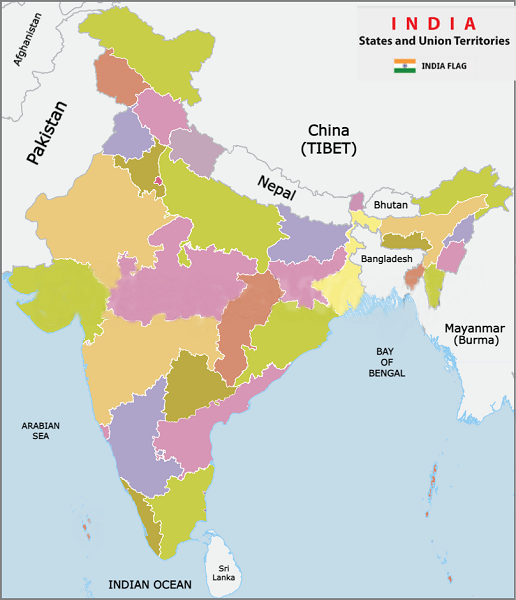 INDIA
States and Union Territories
INDIA FLAG
Afghanistan
Pakistan
China
(TIBET)
Nepal
Bhutan
Bangladesh
Mayanmar
(Burma)
BAY
OF
BENGAL
ARABIAN
SEA
Sri
Lanka
INDIAN OCEAN